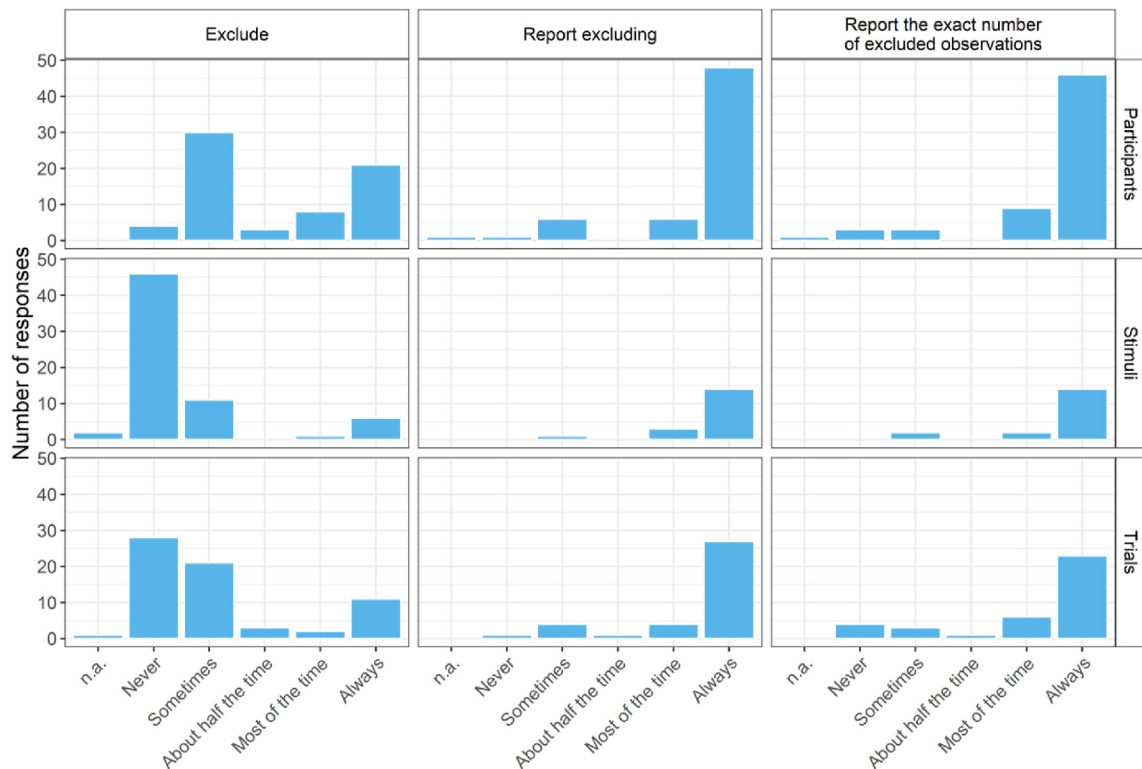 Exclude
Report excluding
Report the exact number
of excluded observations
50
40
30
20
10
0
Participants
50
40
30
20
10
0
Stimuli
50
40
30
20
10
0
Trials
Number of responses
n.a.
Never
Sometimes
About half the time
Most of the time
Always
n.a.
Never
Sometimes
About half the time
Most of the time
Always
n.a.
Never
Sometimes
About half the time
Most of the time
Always